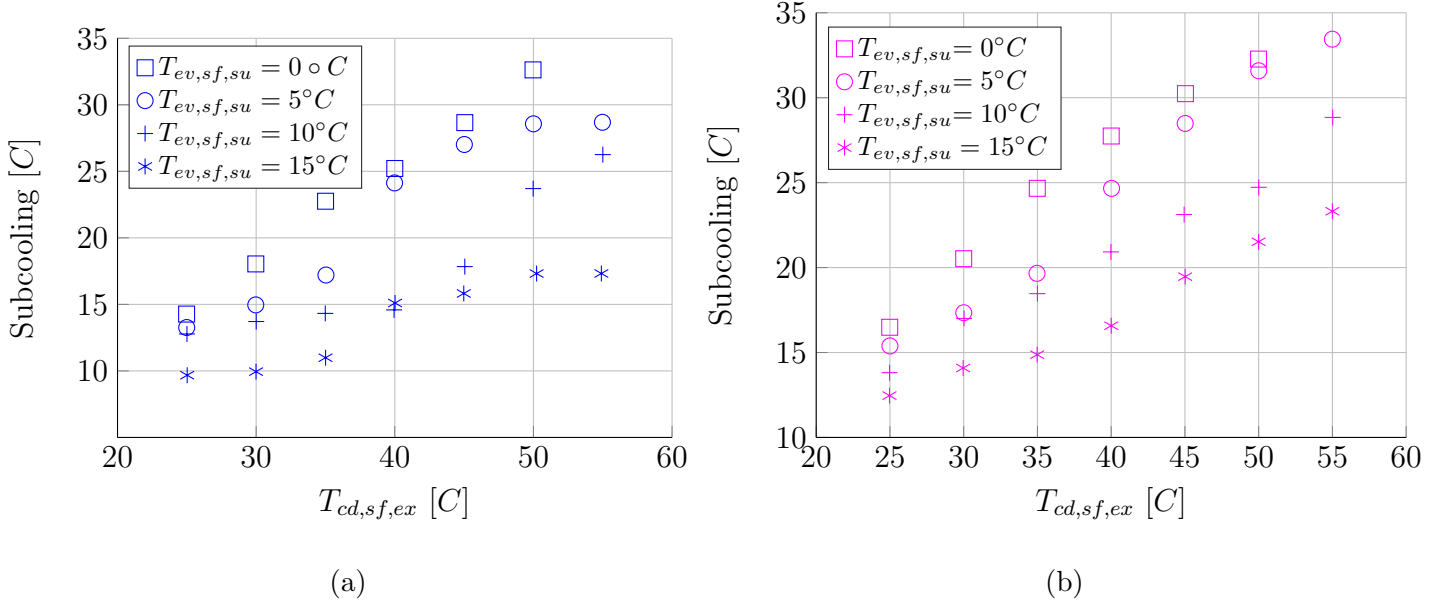 35
30
25
20
15
10
20
30
40
50
60
Subcooling [C]
T_{cd,sf,ex} [C]
T_{ev,sf,su} = 0 ∘ C
T_{ev,sf,su} = 5°C
T_{ev,sf,su} = 10°C
T_{ev,sf,su} = 15°C
(a)
35
30
25
20
15
10
20
25
30
35
40
45
50
55
60
Subcooling [C]
T_{cd,sf,ex} [C]
T_{ev,sf,su}= 0°C
T_{ev,sf,su}= 5°C
T_{ev,sf,su}= 10°C
T_{ev,sf,su} = 15°C
(b)